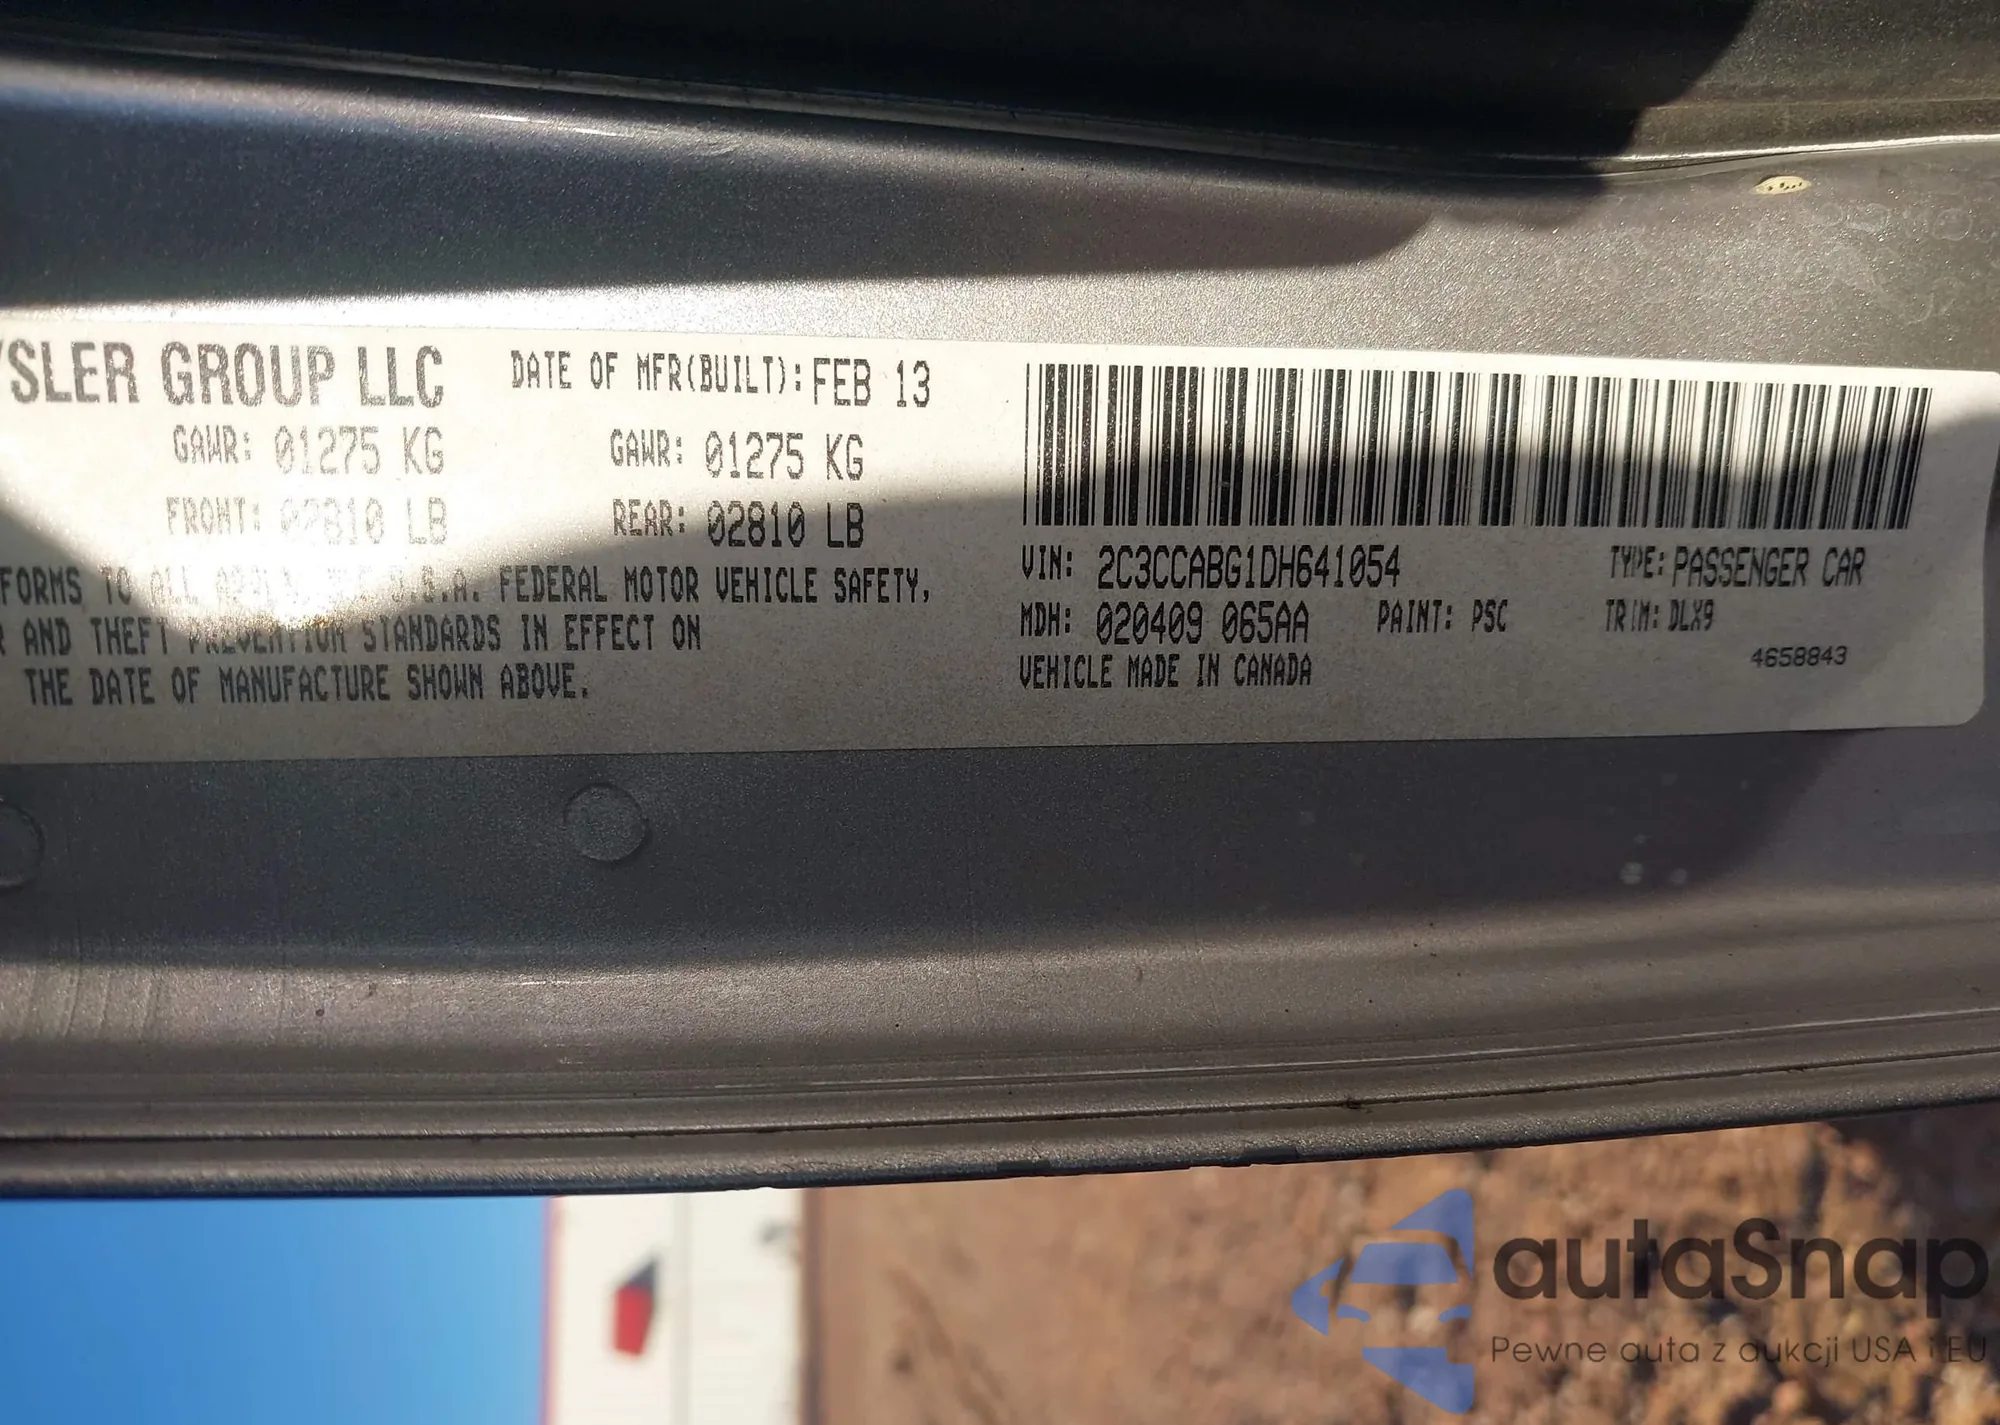 YSLER GROUP LLC DATE OF MFR(BUILT): FEB 13
GAWR: 01275 KG GAWR: 01275 KG
FRONT: 02810 LB REAR: 02810 LB
FORMS TO ALL U.S.A. FEDERAL MOTOR VEHICLE SAFETY,
R AND THEFT PREVENTION STANDARDS IN EFFECT ON
THE DATE OF MANUFACTURE SHOWN ABOVE.
VIN: 2C3CCABG1DH641054 TYPE: PASSENGER CAR
MDH: 020409 065AA PAINT: PSC TRIM: DLX9
VEHICLE MADE IN CANADA 4658843
autaSnap
Pewne auta z aukcji USA i EU